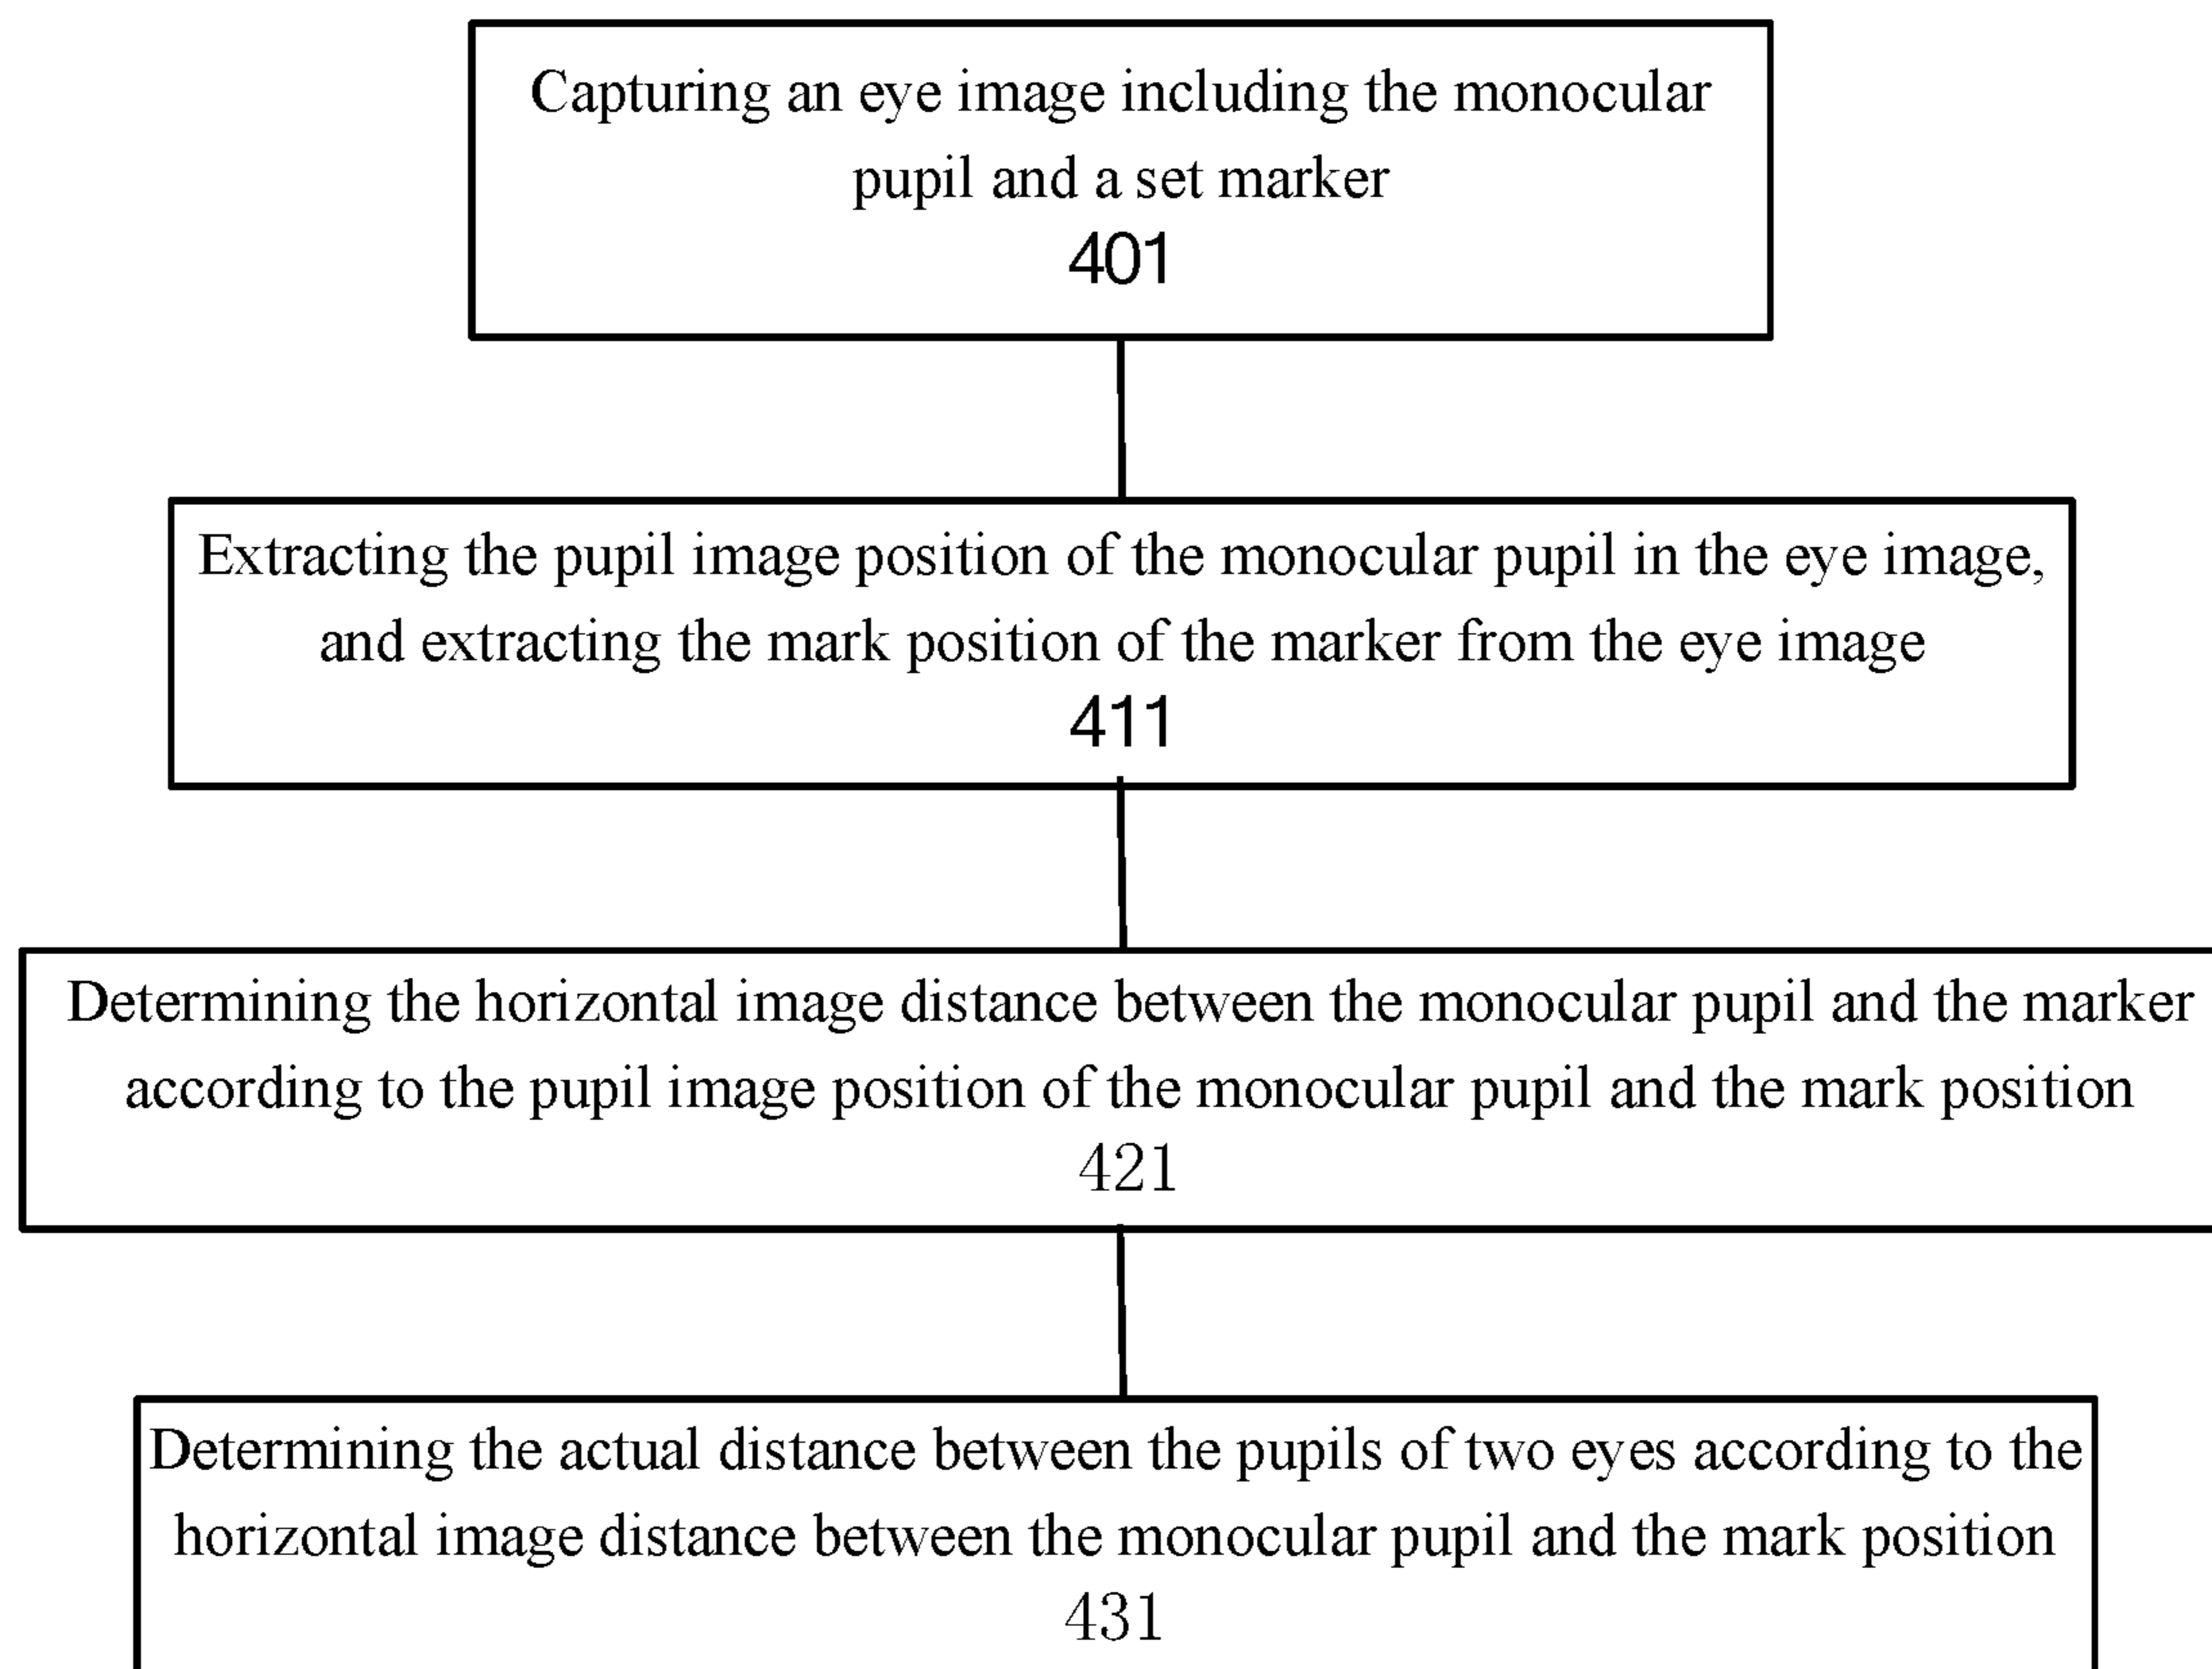 Capturing an eye image including the monocular
pupil and a set marker
401
Extracting the pupil image position of the monocular pupil in the eye image,
and extracting the mark position of the marker from the eye image
411
Determining the horizontal image distance between the monocular pupil and the marker
according to the pupil image position of the monocular pupil and the mark position
421
Determining the actual distance between the pupils of two eyes according to the
horizontal image distance between the monocular pupil and the mark position
431